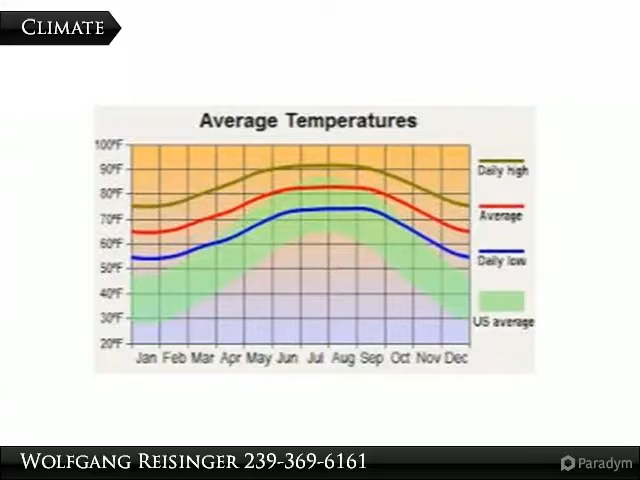 Climate
Average Temperatures
100°F
90°F
80°F
70°F
60°F
50°F
40°F
30°F
20°F
Jan Feb Mar Apr May Jun Jul Aug Sep Oct Nov Dec
Daily high
Average
Daily low
US average
Wolfgang Reisinger 239-369-6161
Paradym